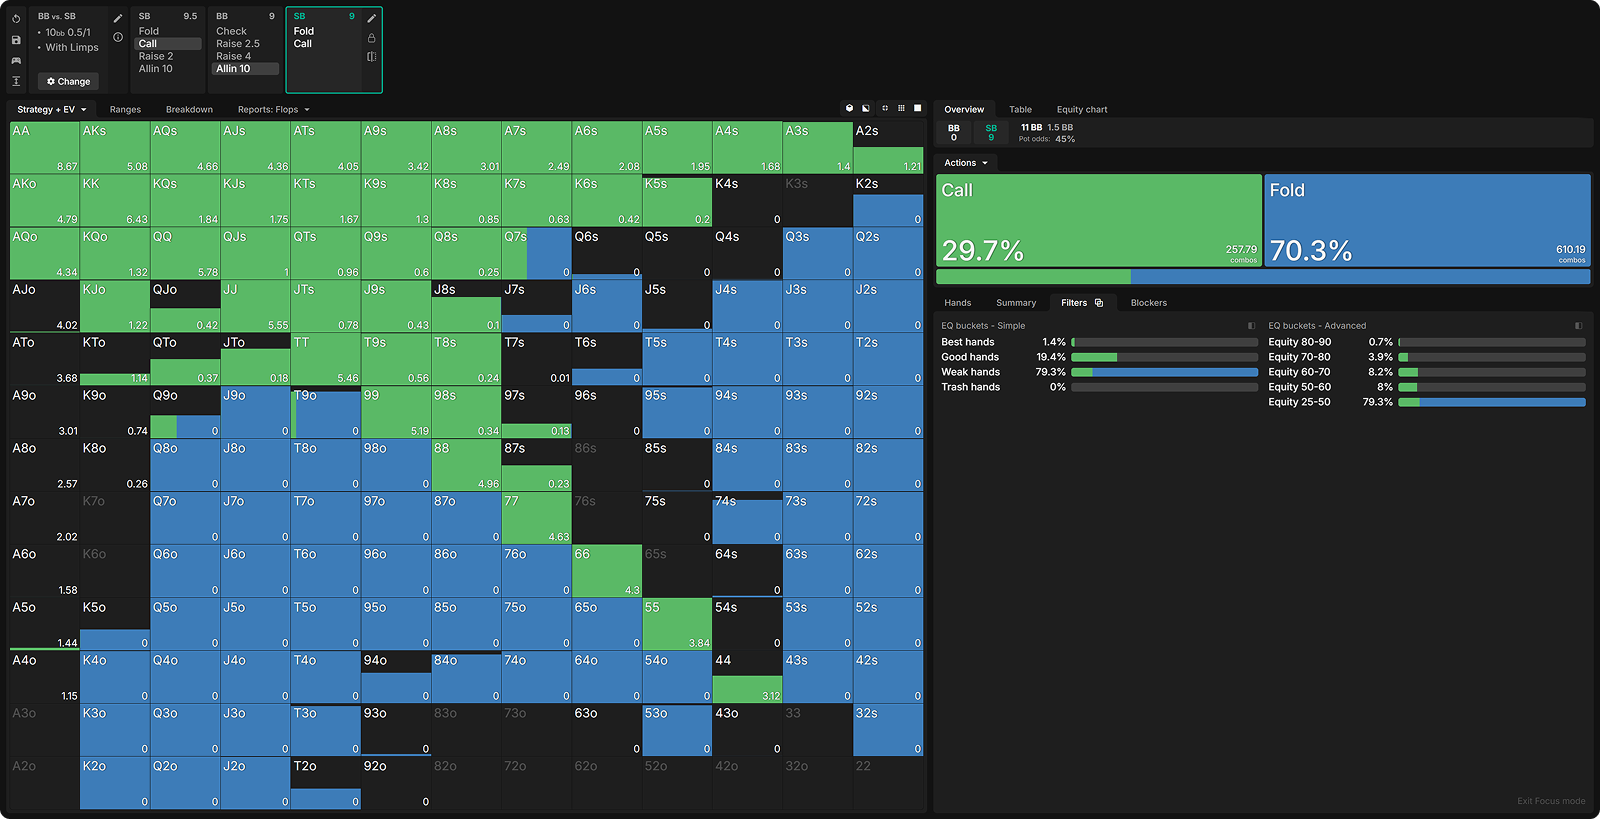 BB vs. SB
• 10bb 0.5/1
• With Limps
Change
SB 9.5
Fold
Call
Raise 2
Allin 10
BB 9
Check
Raise 2.5
Raise 4
Allin 10
SB 9
Fold
Call
Strategy + EV Ranges Breakdown Reports: Flops
AA AKs AQs AJs ATs A9s A8s A7s A6s A5s A4s A3s A2s
8.67 5.08 4.66 4.36 4.05 3.42 3.01 2.49 2.08 1.95 1.68 1.4 1.21
AKo KK KQs KJs KTs K9s K8s K7s K6s K5s K4s K3s K2s
4.79 6.43 1.84 1.75 1.67 1.3 0.85 0.63 0.42 0.2 0 0
AQo KQo QQ QJs QTs Q9s Q8s Q7s Q6s Q5s Q4s Q3s Q2s
4.34 1.32 5.78 1 0.96 0.6 0.25 0 0 0 0 0 0
AJo KJo QJo JJ JTs J9s J8s J7s J6s J5s J4s J3s J2s
4.02 1.22 0.42 5.55 0.78 0.43 0.1 0 0 0 0 0 0
ATo KTo QTo JTo TT T9s T8s T7s T6s T5s T4s T3s T2s
3.68 1.14 0.37 0.18 5.46 0.56 0.24 0.01 0 0 0 0 0
A9o K9o Q9o J9o T9o 99 98s 97s 96s 95s 94s 93s 92s
3.01 0.74 0 0 0 5.19 0.34 0.13 0 0 0 0 0
A8o K8o Q8o J8o T8o 98o 88 87s 86s 85s 84s 83s 82s
2.57 0.26 0 0 0 0 4.96 0.23 0 0 0 0
A7o K7o Q7o J7o T7o 97o 87o 77 76s 75s 74s 73s 72s
2.02 0 0 0 0 0 4.63 0 0 0 0
A6o K6o Q6o J6o T6o 96o 86o 76o 66 65s 64s 63s 62s
1.58 0 0 0 0 0 0 4.3 0 0 0
A5o K5o Q5o J5o T5o 95o 85o 75o 65o 55 54s 53s 52s
1.44 0 0 0 0 0 0 0 0 3.84 0 0 0
A4o K4o Q4o J4o T4o 94o 84o 74o 64o 54o 44 43s 42s
1.15 0 0 0 0 0 0 0 0 0 3.12 0 0
A3o K3o Q3o J3o T3o 93o 83o 73o 63o 53o 43o 33 32s
0 0 0 0 0 0 0 0 0
A2o K2o Q2o J2o T2o 92o 82o 72o 62o 52o 42o 32o 22
0 0 0 0 0
Overview Table Equity chart
BB SB 11 BB 1.5 BB
0 9 Pot odds: 45%
Actions
Call
29.7%
257.79
combos
Fold
70.3%
610.19
combos
Hands Summary Filters Blockers
EQ buckets - Simple
Best hands 1.4%
Good hands 19.4%
Weak hands 79.3%
Trash hands 0%
EQ buckets - Advanced
Equity 80-90 0.7%
Equity 70-80 3.9%
Equity 60-70 8.2%
Equity 50-60 8%
Equity 25-50 79.3%
Exit Focus mode